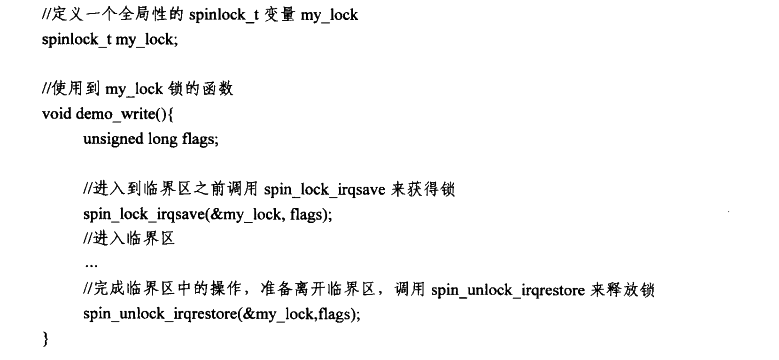 //定义一个全局性的 spinlock_t 变量 my_lock
spinlock_t my_lock;
//使用到 my_lock 锁的函数
void demo_write(){
unsigned long flags;
//进入到临界区之前调用 spin_lock_irqsave 来获得锁
spin_lock_irqsave(&my_lock, flags);
//进入临界区
...
//完成临界区中的操作，准备离开临界区，调用 spin_unlock_irqrestore 来释放锁
spin_unlock_irqrestore(&my_lock,flags);
}